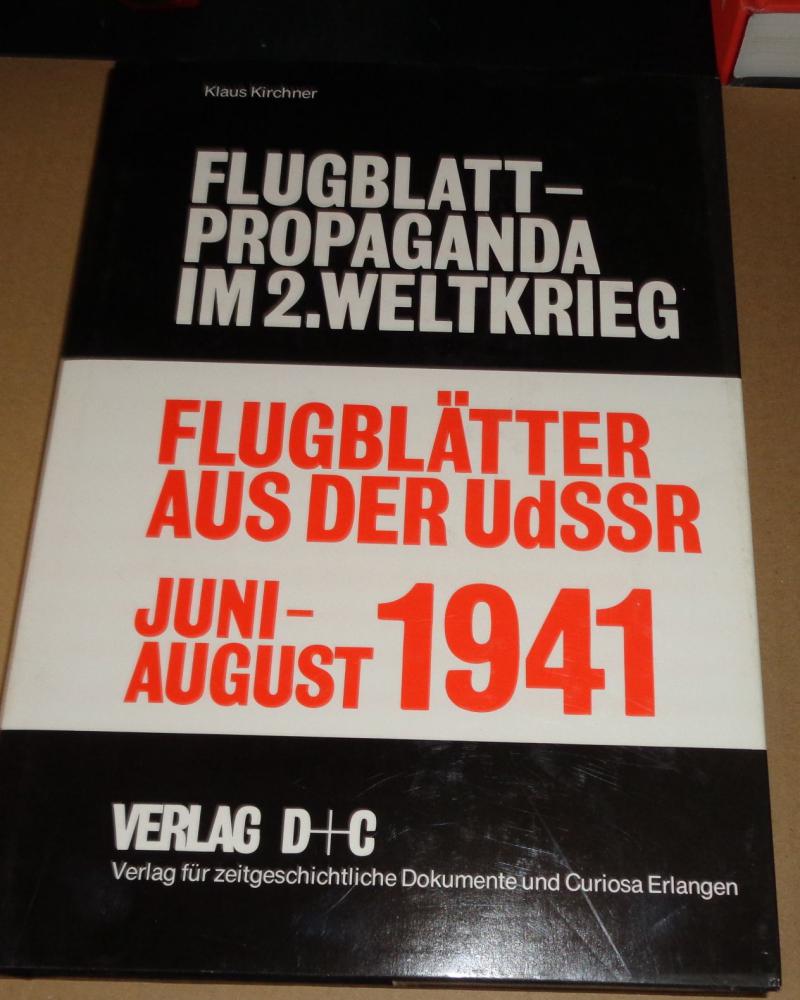 Klaus Kirchner
FLUGBLATT–
PROPAGANDA
IM 2.WELTKRIEG
FLUGBLÄTTER
AUS DER UdSSR
JUNI–
AUGUST 1941
VERLAG D+C
Verlag für zeitgeschichtliche Dokumente und Curiosa Erlangen